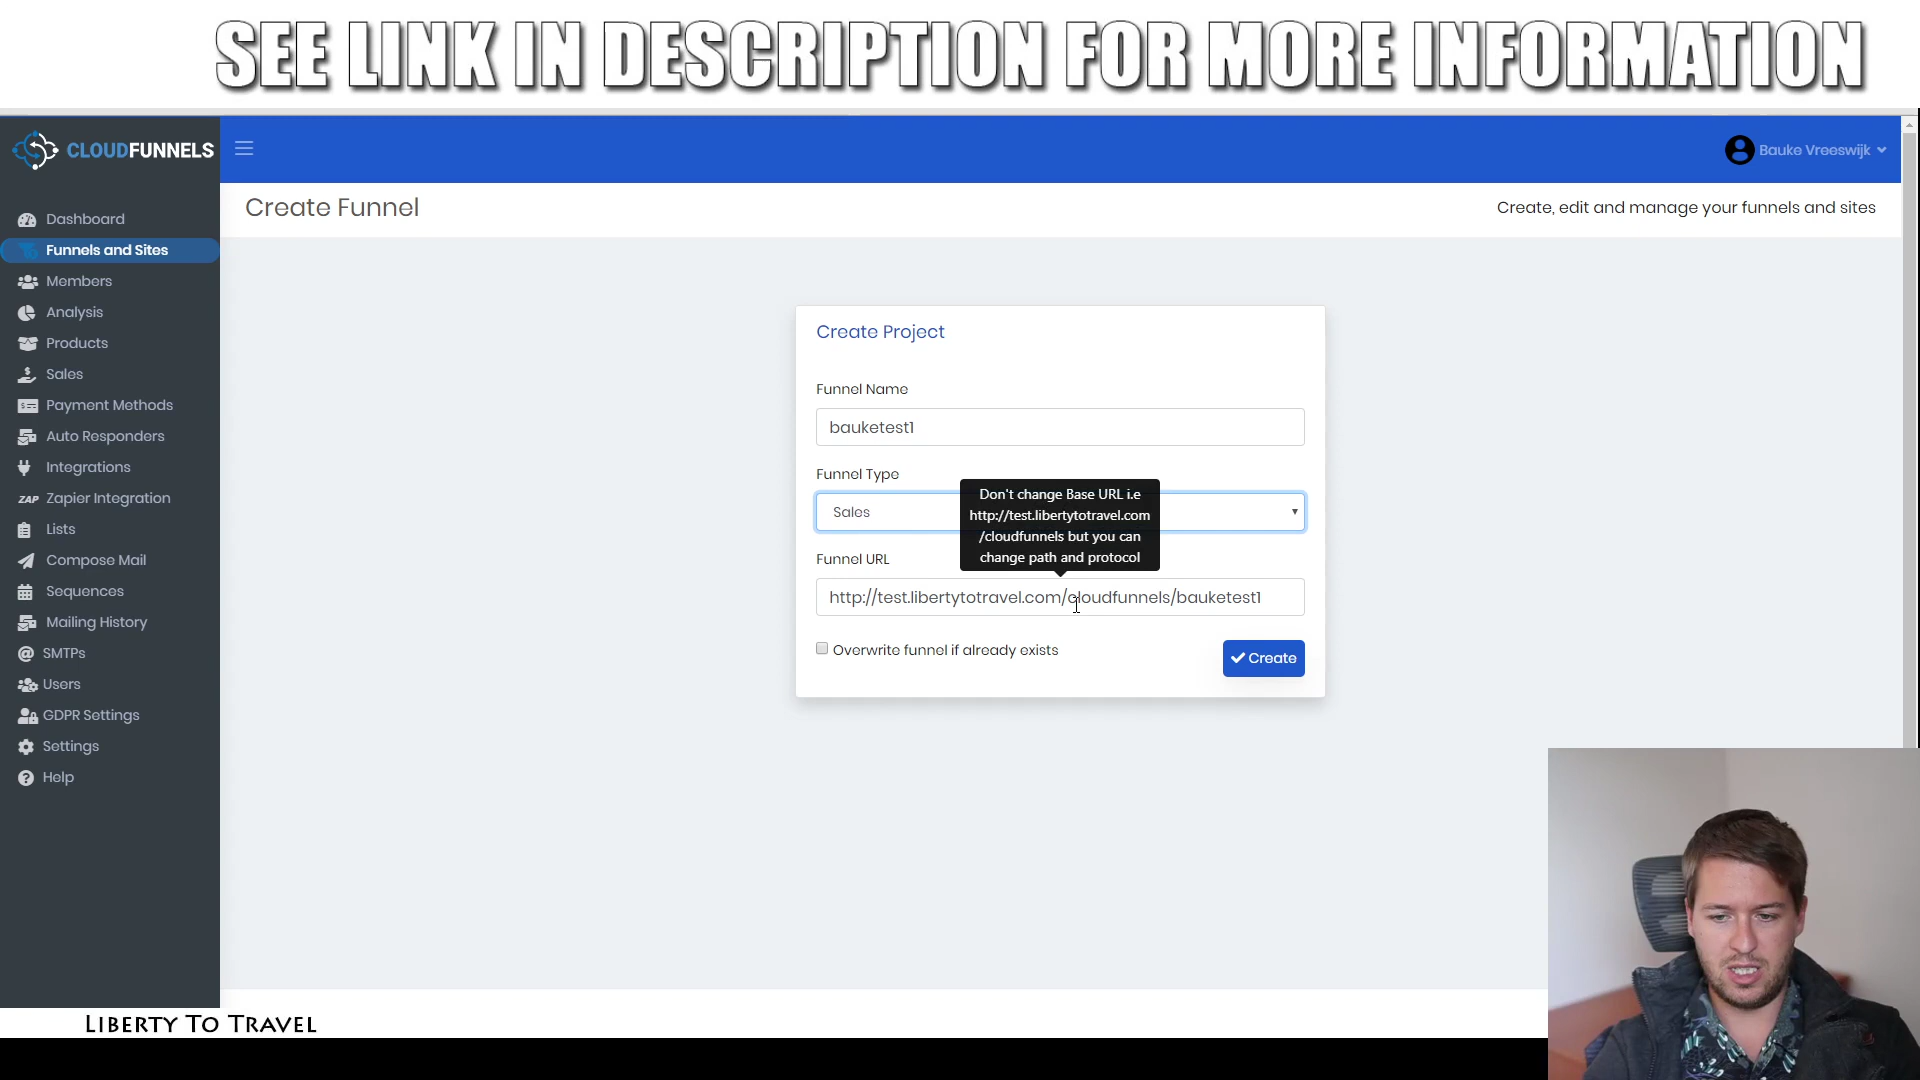 SEE LINK IN DESCRIPTION FOR MORE INFORMATION
CLOUDFUNNELS
Bauke Vreeswijk
Create Funnel
Create, edit and manage your funnels and sites
Dashboard
Funnels and Sites
Members
Analysis
Products
Sales
Payment Methods
Auto Responders
Integrations
ZAP Zapier Integration
Lists
Compose Mail
Sequences
Mailing History
SMTPs
Users
GDPR Settings
Settings
Help
Create Project
Funnel Name
bauketest1
Funnel Type
Sales
Don't change Base URL i.e
http://test.libertytotravel.com
/cloudfunnels but you can
change path and protocol
Funnel URL
http://test.libertytotravel.com/cloudfunnels/bauketest1
Overwrite funnel if already exists
Create
LIBERTY TO TRAVEL